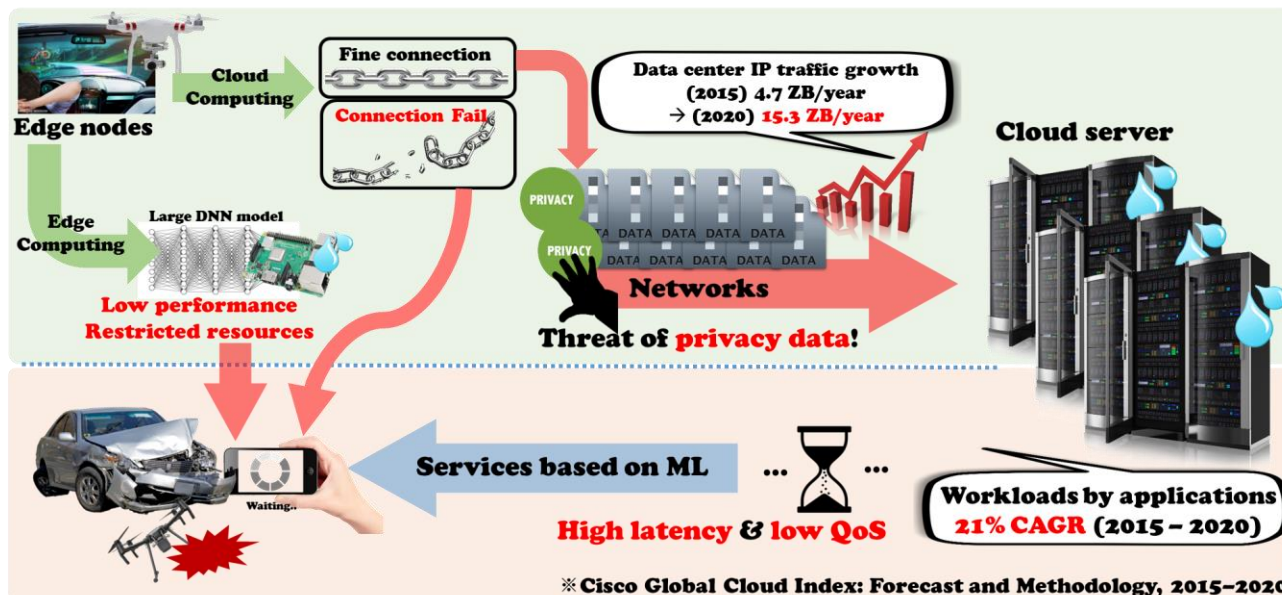 Edge nodes
Cloud
Computing
Fine connection
Connection Fail
Data center IP traffic growth
(2015) 4.7 ZB/year
→ (2020) 15.3 ZB/year
Cloud server
Edge
Computing
Large DNN model
Low performance
Restricted resources
PRIVACY
PRIVACY
DATA DATA DATA DATA DATA
DATA DATA DATA DATA DATA
Networks
Threat of privacy data!
Waiting..
Services based on ML
... ...
High latency & low QoS
Workloads by applications
21% CAGR (2015 – 2020)
※ Cisco Global Cloud Index: Forecast and Methodology, 2015–2020